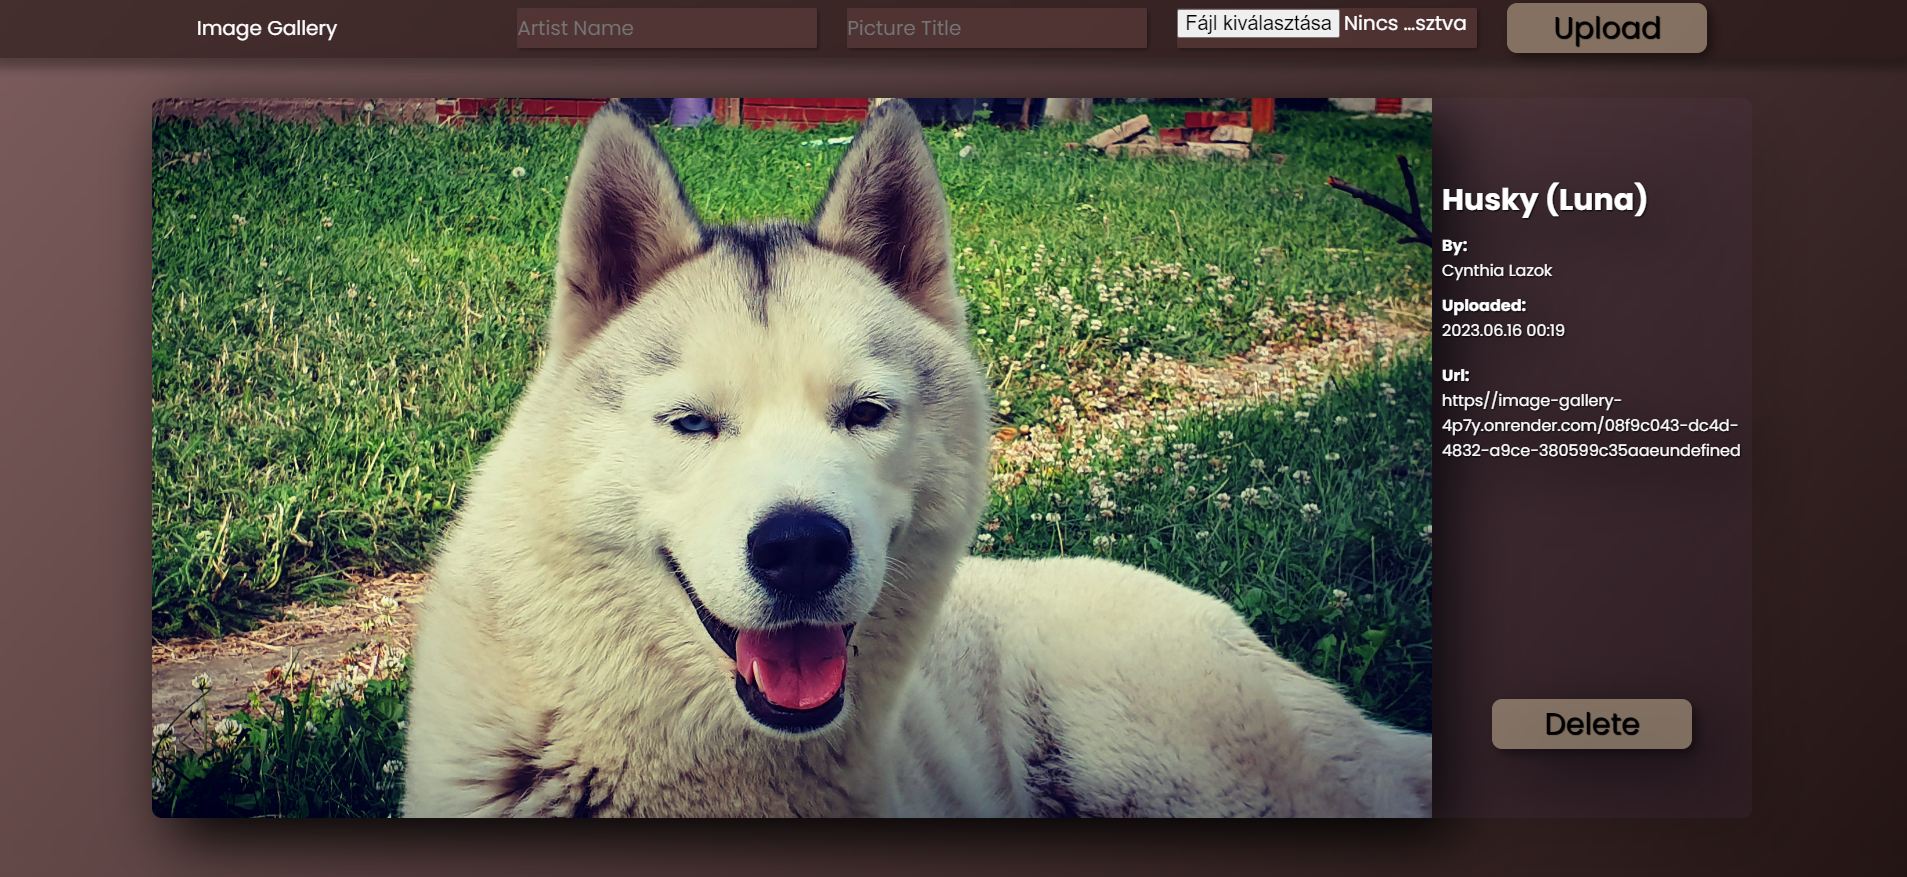 Image Gallery
Artist Name
Picture Title
Fájl kiválasztása Nincs ...sztva
Upload
Husky (Luna)
By:
Cynthia Lazok
Uploaded:
2023.06.16 00:19
Url:
https//image-gallery-
4p7y.onrender.com/08f9c043-dc4d-
4832-a9ce-380599c35aaeundefined
Delete